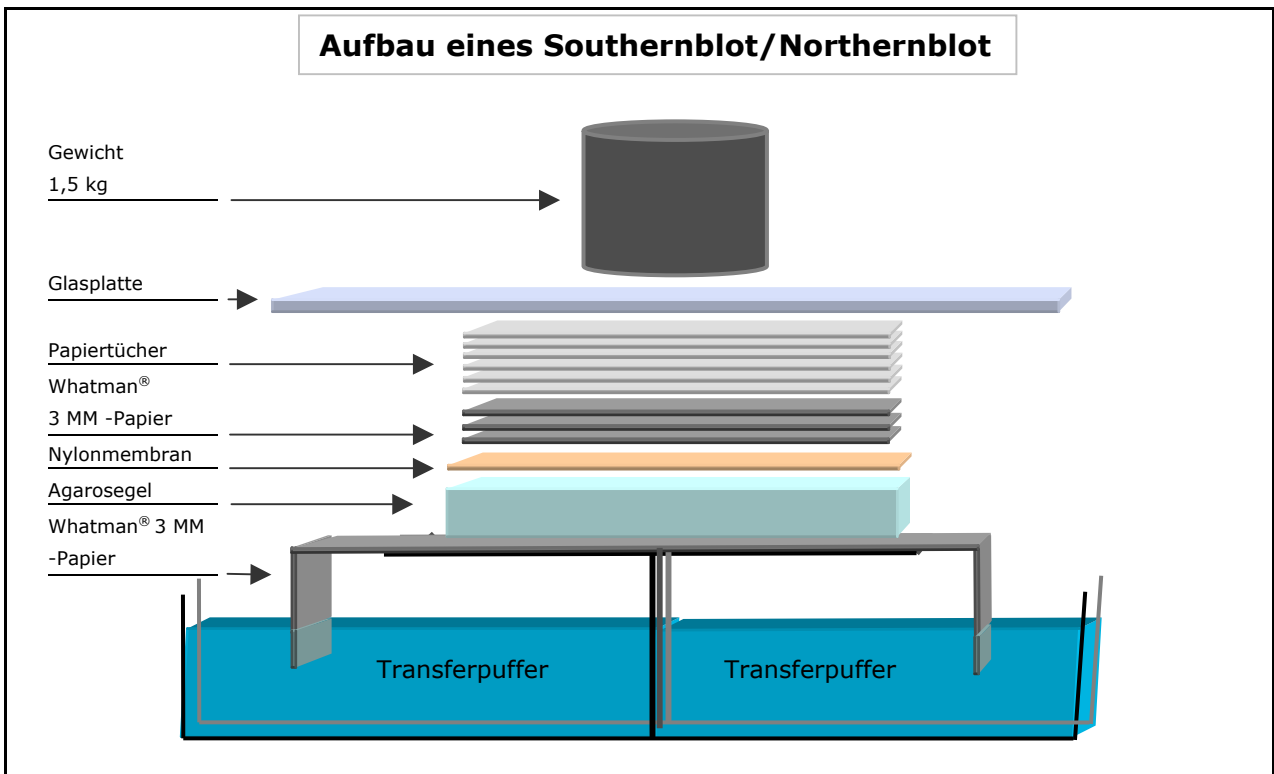 Aufbau eines Southernblot/Northernblot
Gewicht
1,5 kg
Glasplatte
Papiertücher
Whatman®
3 MM -Papier
Nylonmembran
Agarosegel
Whatman® 3 MM
-Papier
Transferpuffer
Transferpuffer